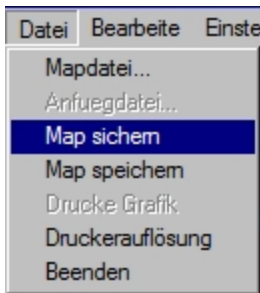 Datei Bearbeite Einste
Mapdatei...
Anfuegdatei...
Map sichern
Map speichern
Drucke Grafik
Druckerauflösung
Beenden